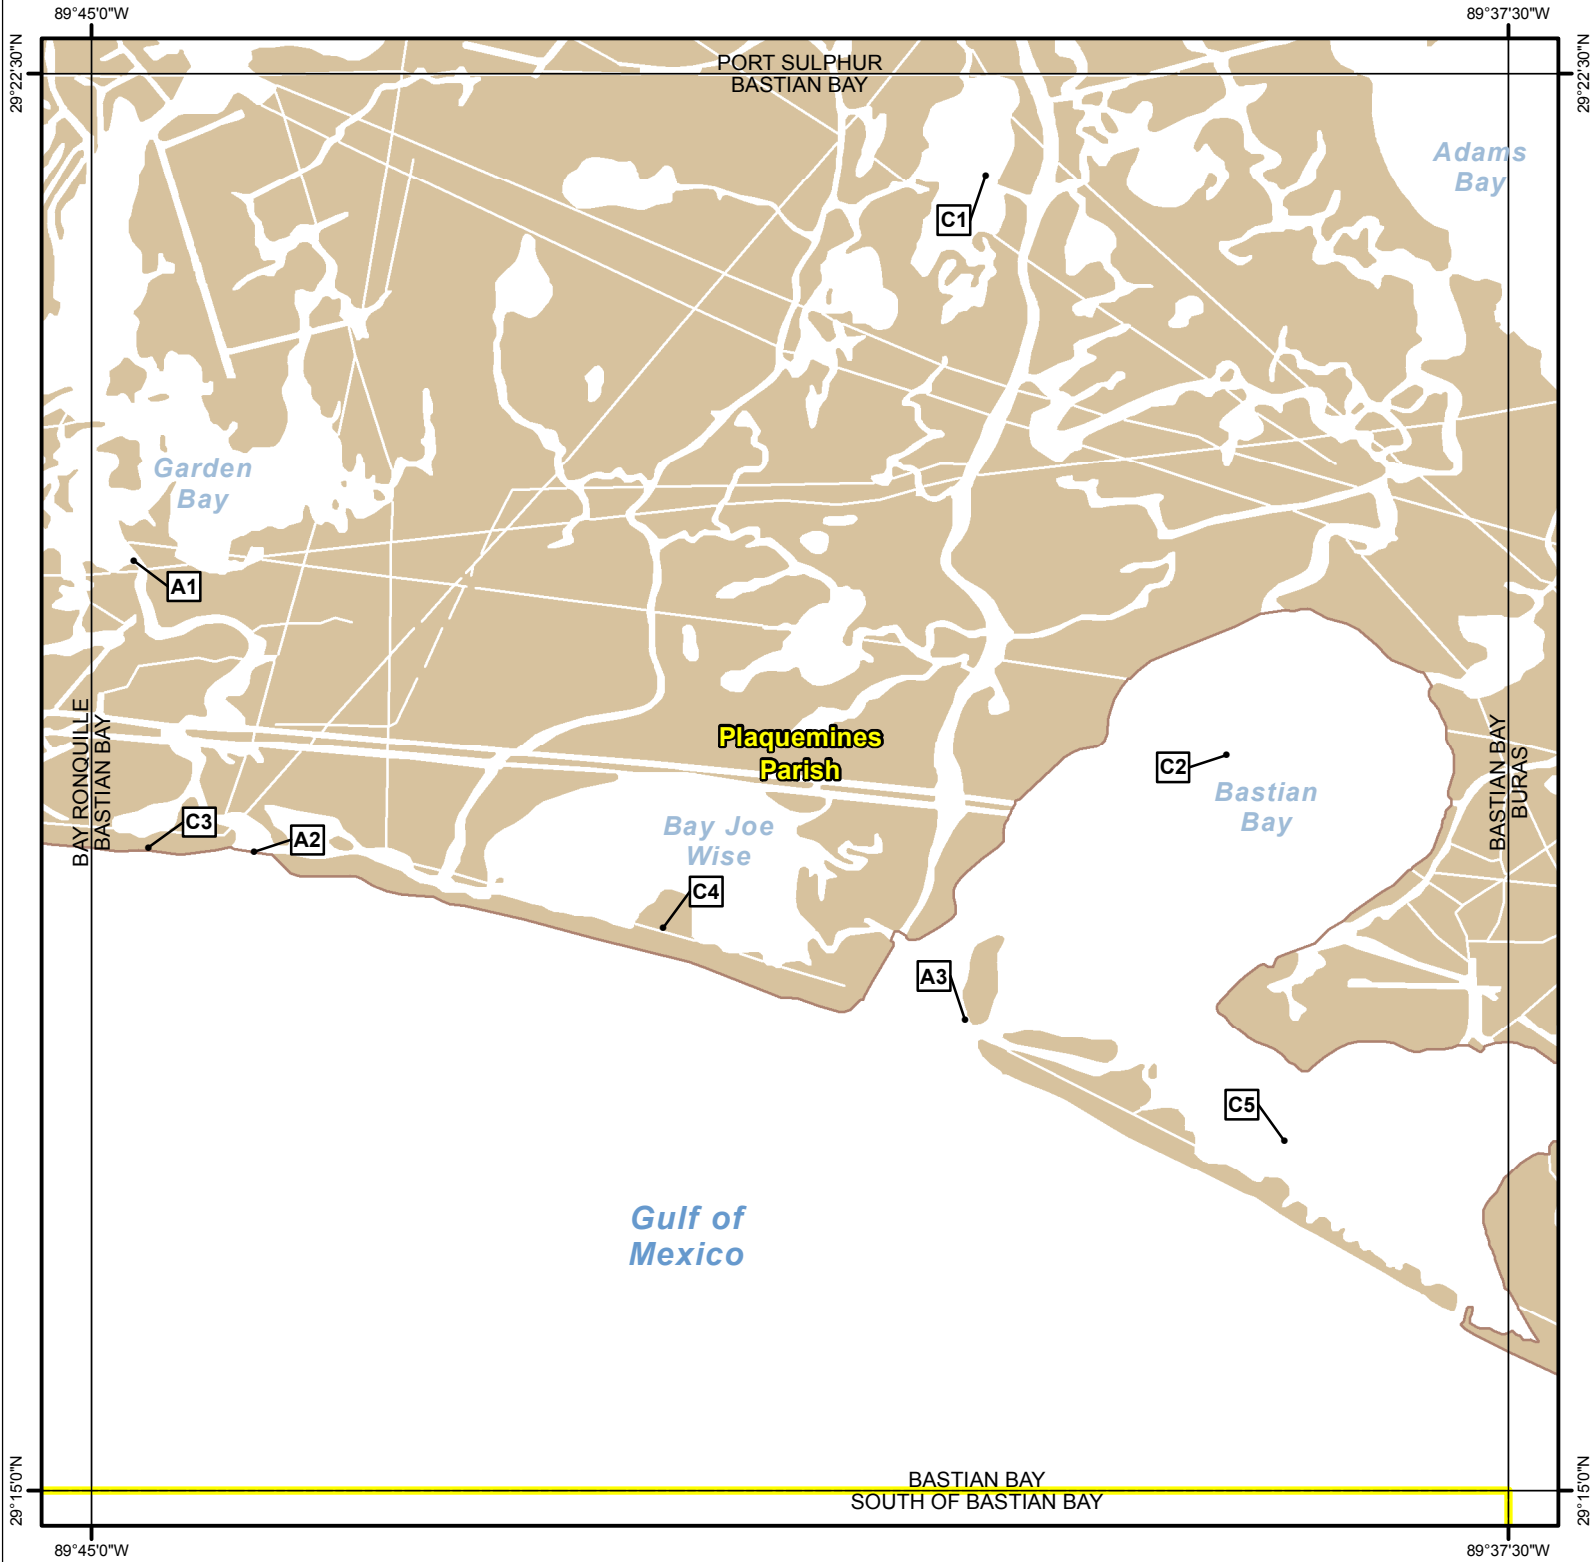 89°45'0"W
89°37'30"W
29°22'30"N
29°22'30"N
PORT SULPHUR
BASTIAN BAY
Adams
Bay
C1
Garden
Bay
A1
BAY RONQUILLE
BASTIAN BAY
Plaquemines
Parish
C2
Bastian
Bay
BASTIAN BAY
BURAS
C3
A2
Bay Joe
Wise
C4
A3
C5
Gulf of
Mexico
BASTIAN BAY
SOUTH OF BASTIAN BAY
29°15'0"N
29°15'0"N
89°45'0"W
89°37'30"W